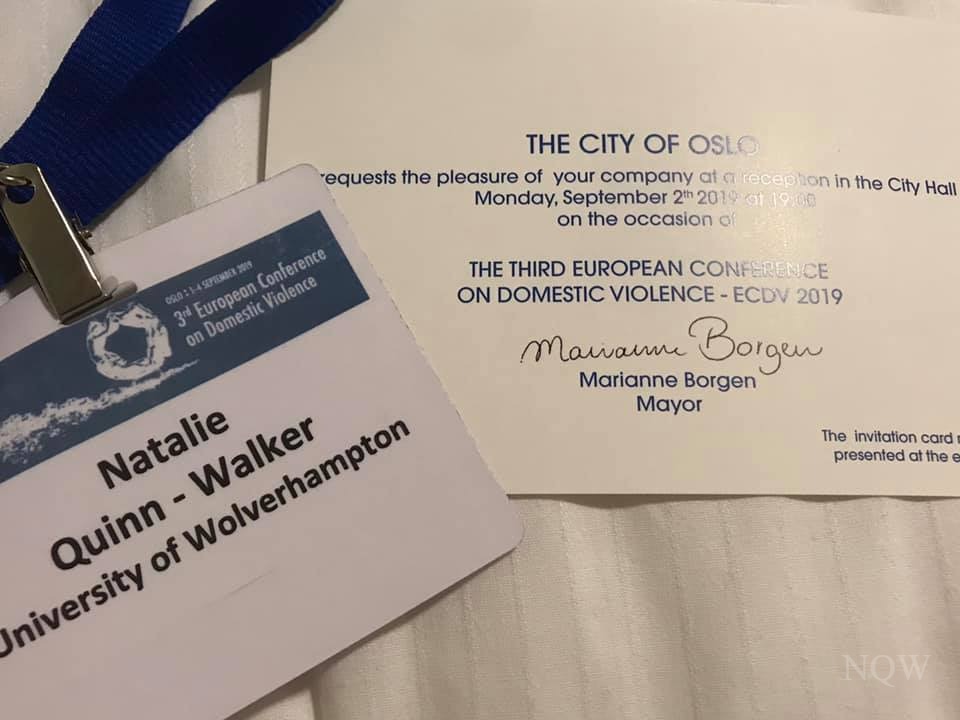 OSLO : 1-4 SEPTEMBER 2019
3rd European Conference
on Domestic Violence
Natalie
Quinn - Walker
University of Wolverhampton
THE CITY OF OSLO
requests the pleasure of your company at a reception in the City Hall
Monday, September 2th 2019 at 19:00
on the occasion of
THE THIRD EUROPEAN CONFERENCE
ON DOMESTIC VIOLENCE - ECDV 2019
Marianne Borgen
Marianne Borgen
Mayor
The invitation card
presented at the
NQW